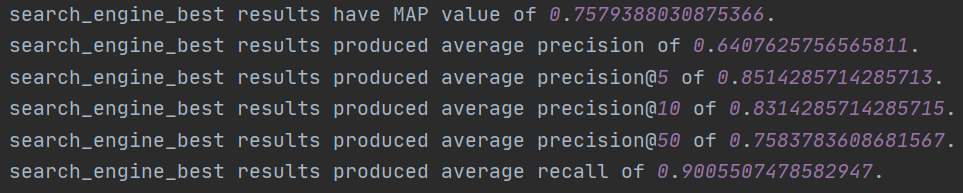 search_engine_best results have MAP value of 0.7579388030875366.
search_engine_best results produced average precision of 0.6407625756565811.
search_engine_best results produced average precision@5 of 0.8514285714285713.
search_engine_best results produced average precision@10 of 0.8314285714285715.
search_engine_best results produced average precision@50 of 0.7583783608681567.
search_engine_best results produced average recall of 0.9005507478582947.